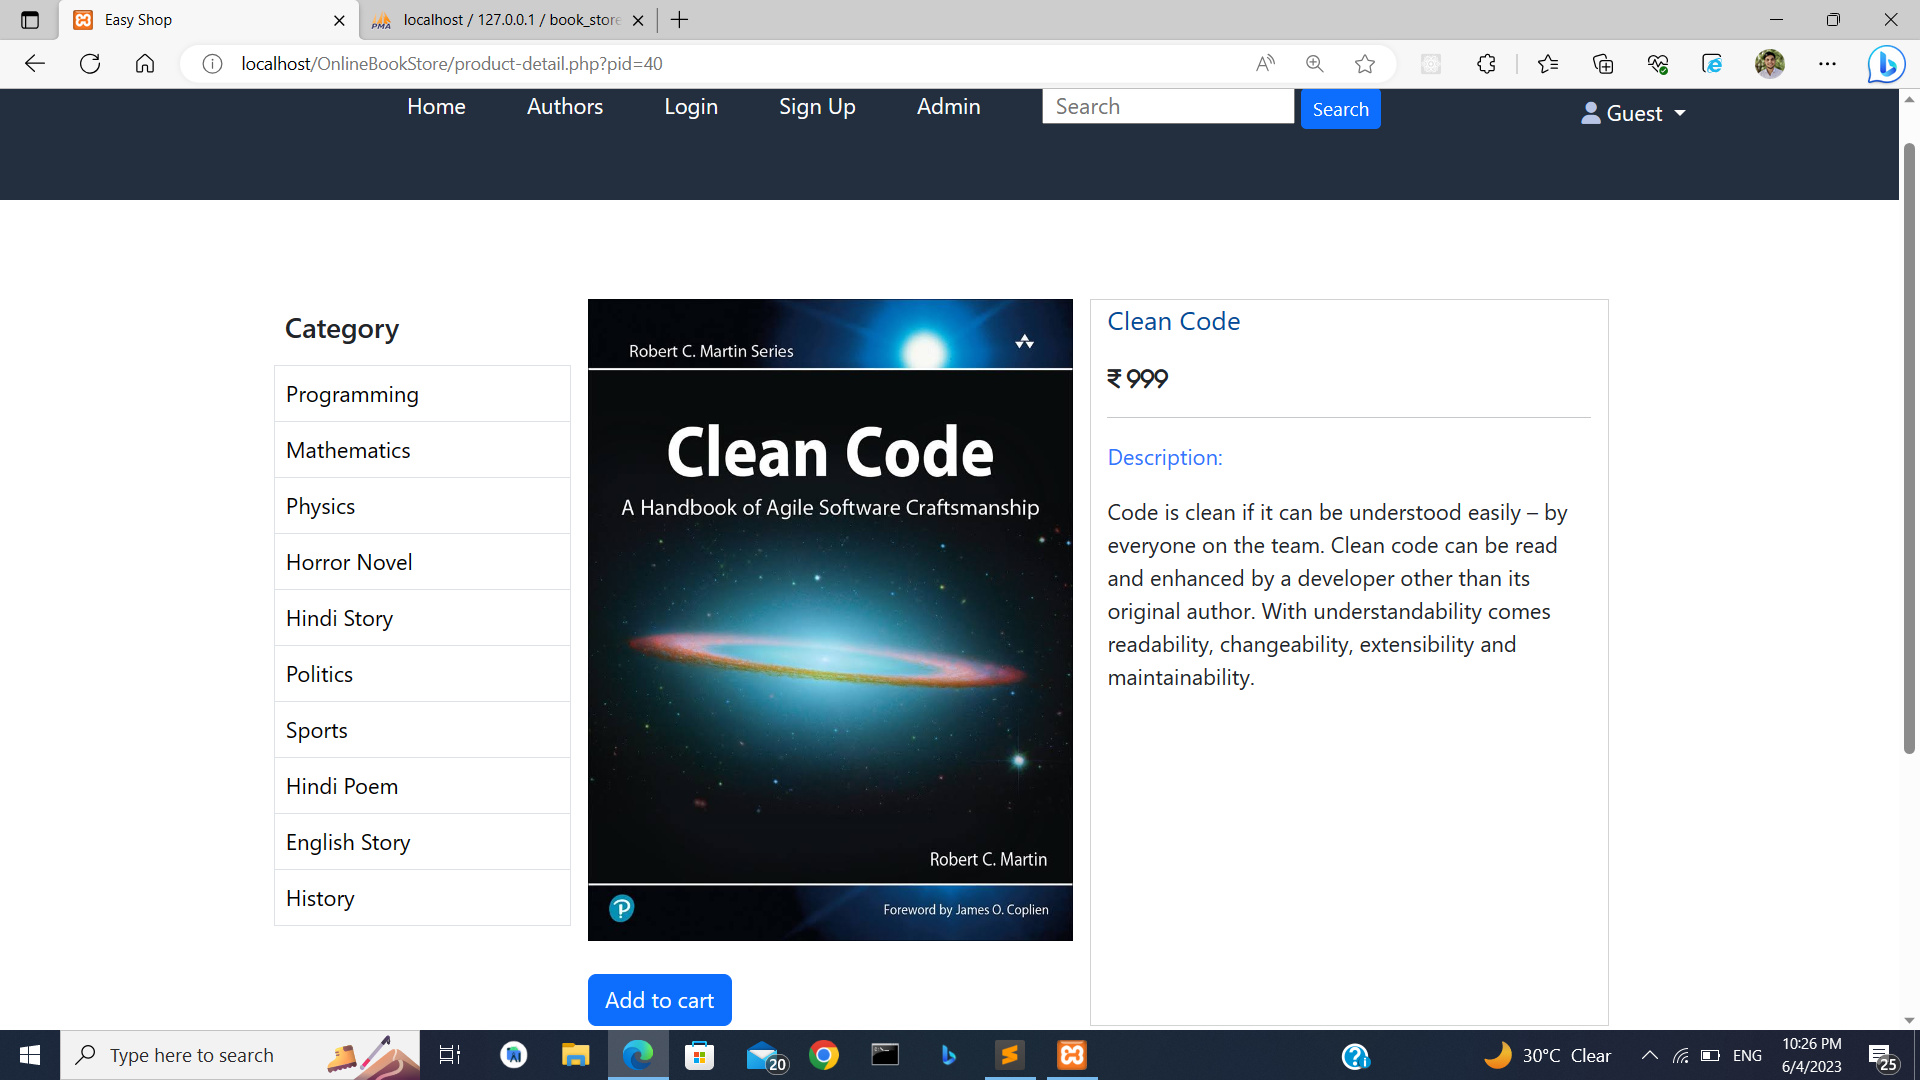 Easy Shop
localhost / 127.0.0.1 / book_store
localhost/OnlineBookStore/product-detail.php?pid=40
Home Authors Login Sign Up Admin Search Search Guest
Category
Programming
Mathematics
Physics
Horror Novel
Hindi Story
Politics
Sports
Hindi Poem
English Story
History
Robert C. Martin Series
Clean Code
A Handbook of Agile Software Craftsmanship
Robert C. Martin
Foreword by James O. Coplien
Add to cart
Clean Code
₹ 999
Description:
Code is clean if it can be understood easily – by
everyone on the team. Clean code can be read
and enhanced by a developer other than its
original author. With understandability comes
readability, changeability, extensibility and
maintainability.
Type here to search
20
30°C Clear
ENG
10:26 PM
6/4/2023
25